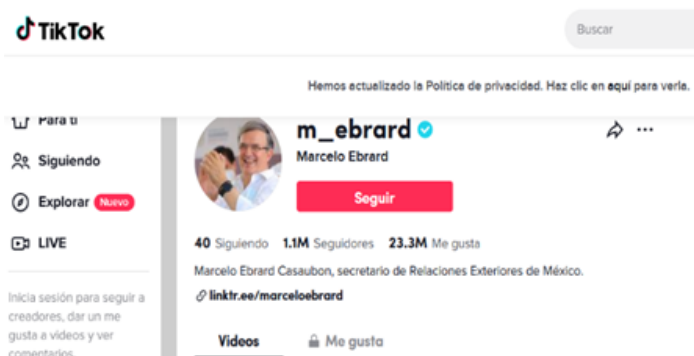 TikTok
Buscar
Hemos actualizado la Política de privacidad. Haz clic en aquí para verla.
Para ti
m_ebrard
Marcelo Ebrard
Siguiendo
Seguir
Explorar Nuevo
LIVE
40 Siguiendo 1.1M Seguidores 23.3M Me gusta
Marcelo Ebrard Casaubon, secretario de Relaciones Exteriores de México.
linktr.ee/marceloebrard
Inicia sesión para seguir a
creadores, dar un me
gusta a videos y ver
comentarios.
Videos Me gusta